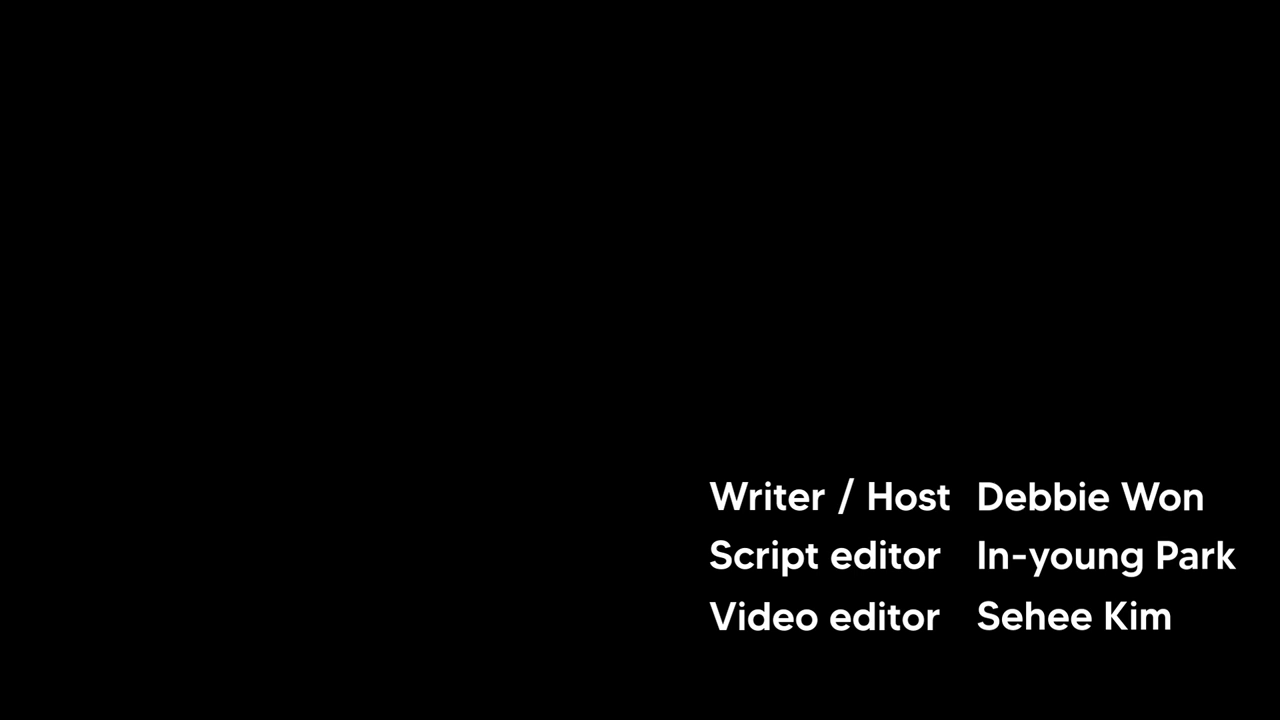 Writer / Host Debbie Won
Script editor In-young Park
Video editor Sehee Kim